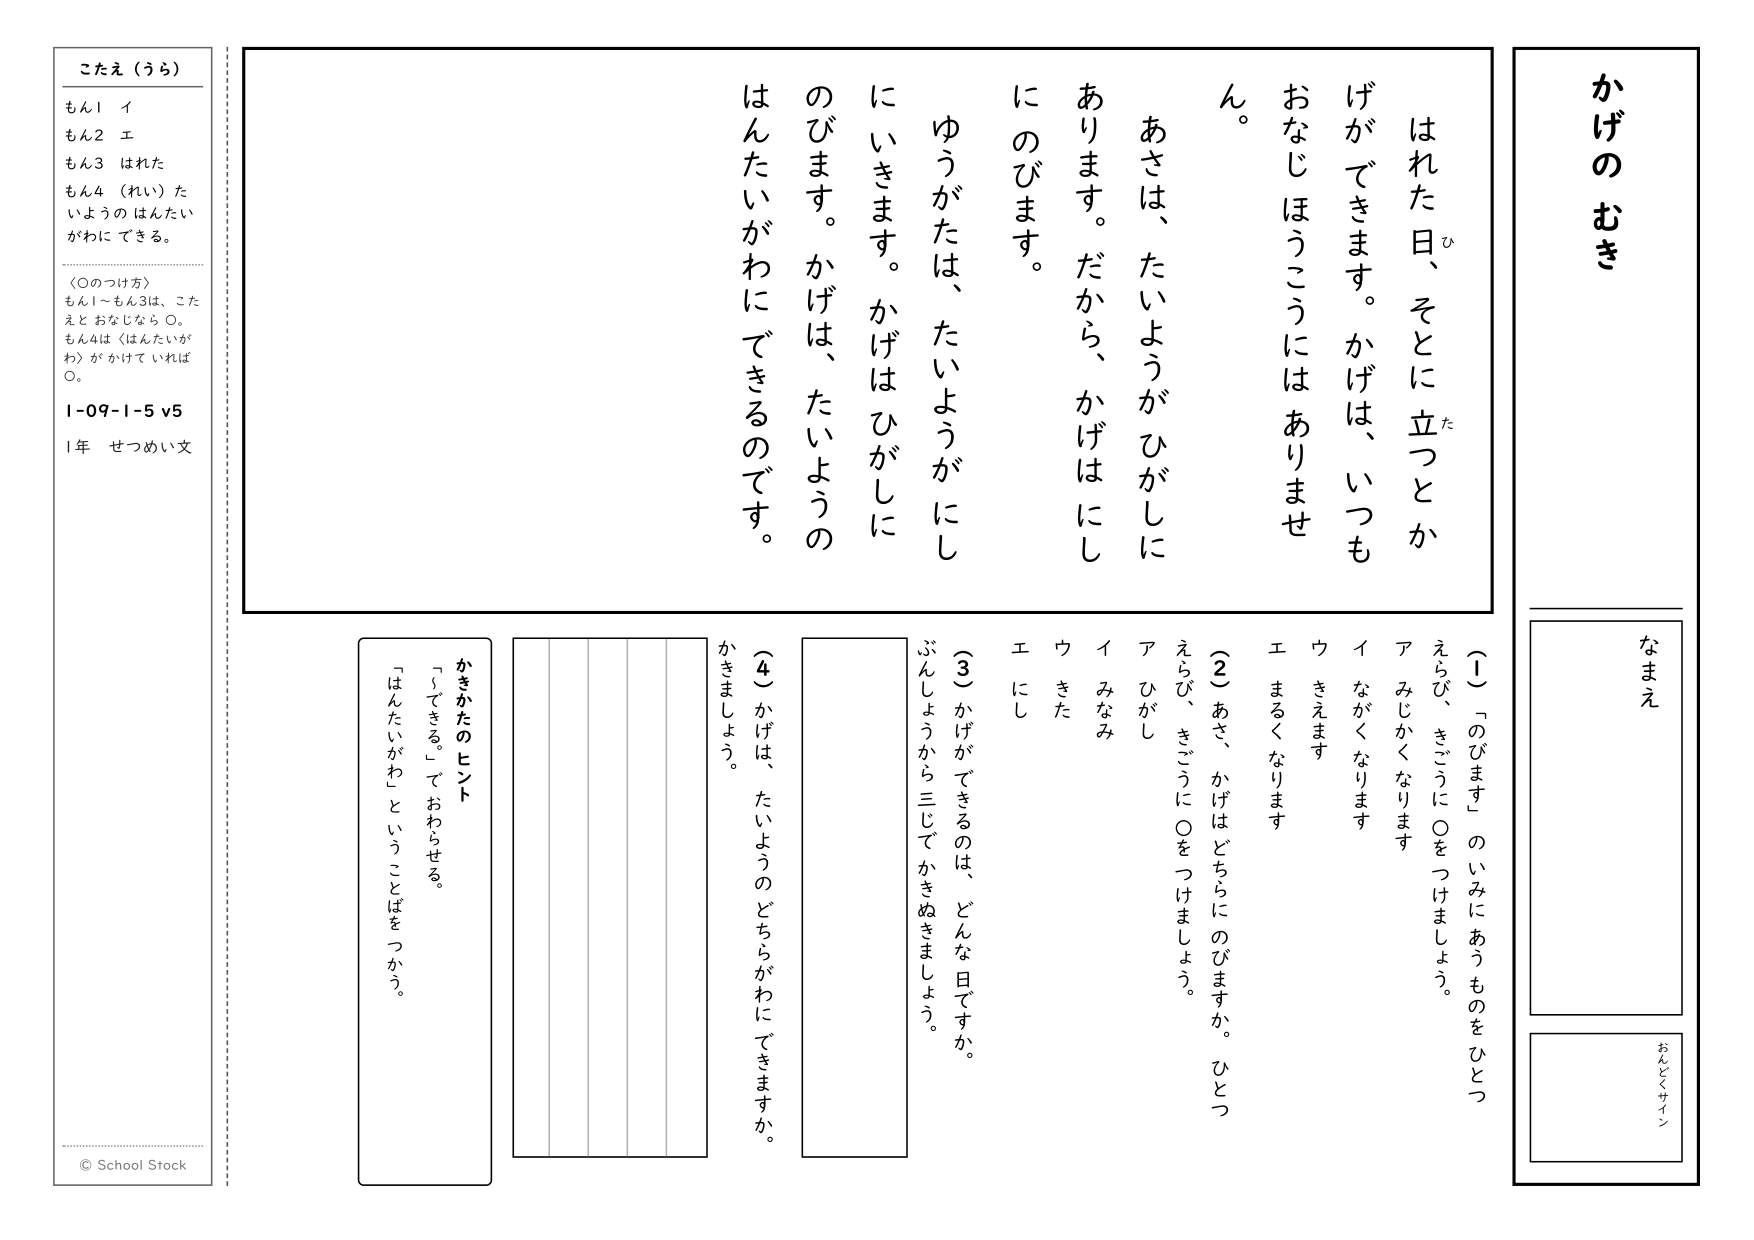 かげの むき
なまえ
おんどくサイン
はれた 日、 そとに 立つと か
ひ
た
げが できます。 かげは、 いつも
おなじ ほうこうには ありませ
ん。
あさは、 たいようが ひがしに
あります。 だから、 かげは にし
に のびます。
ゆうがたは、 たいようが にし
に いきます。 かげは ひがしに
のびます。 かげは、 たいようの
はんたいがわに できるのです。
(1)「のびます」 の いみに あう ものを ひとつ
えらび、 きごうに ○を つけましょう。
ア みじかく なります
イ ながく なります
ウ きえます
エ まるく なります
(2) あさ、 かげは どちらに のびますか。 ひとつ
えらび、 きごうに ○を つけましょう。
ア ひがし
イ みなみ
ウ きた
エ にし
(3) かげが できるのは、 どんな 日ですか。
ぶんしょうから 三じで かきぬきましょう。
(4) かげは、 たいようの どちらがわに できますか。
かきましょう。
かきかたの ヒント
「〜できる。」で おわらせる。
「はんたいがわ」と いう ことばを つかう。
こたえ（うら）
もん1 イ
もん2 エ
もん3 はれた
もん4 （れい）た
いようの はんたい
がわに できる。
〈○のつけ方〉
もん1〜もん3は、こた
えと おなじなら ○。
もん4は〈はんたいが
わ〉が かけて いれば
○。
1-09-1-5 v5
1年 せつめい文
© School Stock